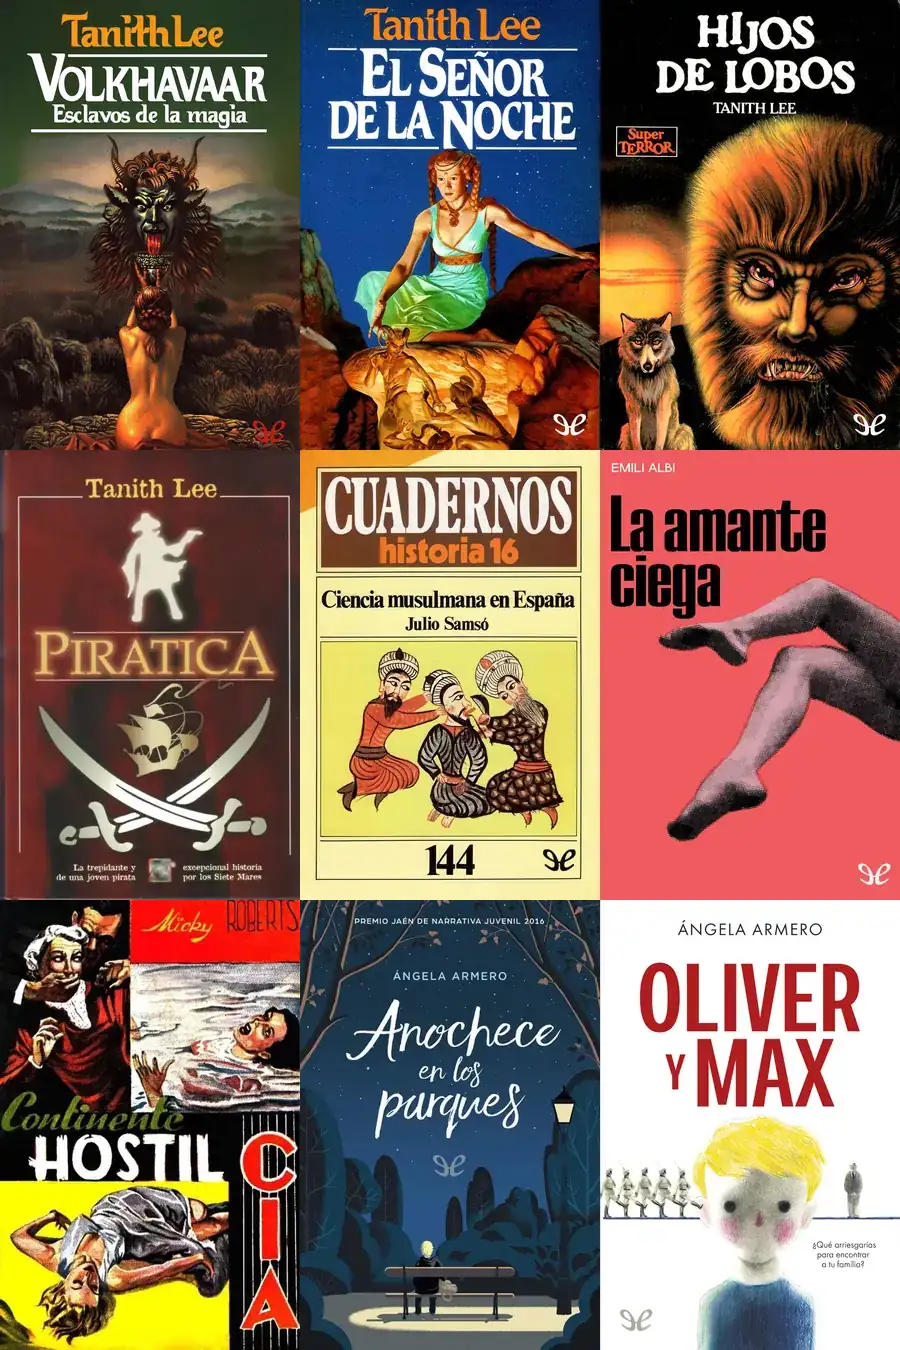 Tanith Lee
VOLKHAVAAR
Esclavos de la magia
Tanith Lee
EL SEÑOR
DE LA NOCHE
HIJOS
DE LOBOS
TANITH LEE
Super
TERROR
Tanith Lee
PIRATICA
La trepidante y
de una joven pirata
excepcional historia
por los Siete Mares
CUADERNOS
historia 16
Ciencia musulmana en España
Julio Samsó
144
EMILI ALBI
La amante
ciega
Micky ROBERTS
Continente
HOSTIL
CIA
PREMIO JAÉN DE NARRATIVA JUVENIL 2016
ÁNGELA ARMERO
Anochece
en los
parques
ÁNGELA ARMERO
OLIVER
Y MAX
¿Qué arriesgarías
para encontrar
a tu familia?